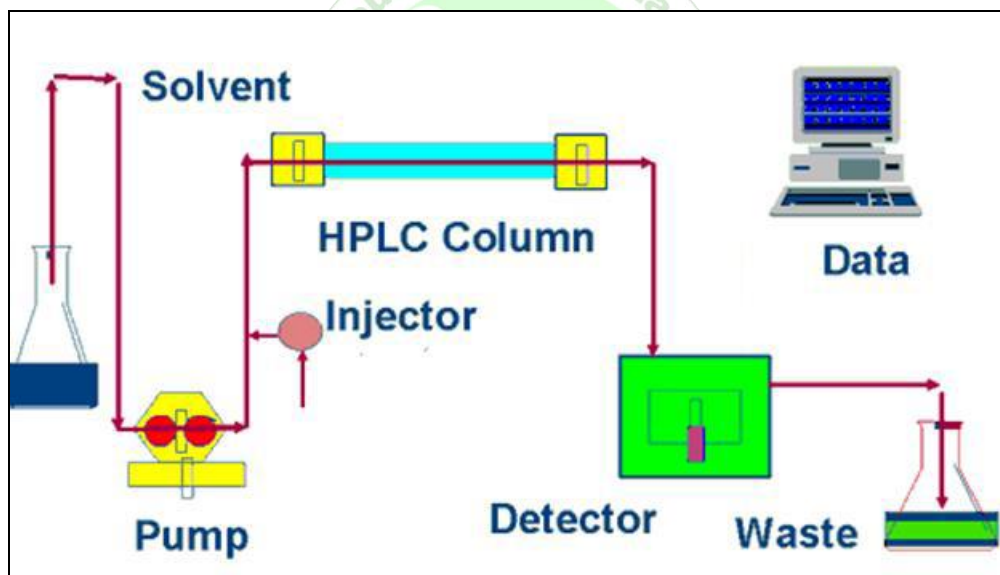 Solvent
HPLC Column
Data
Injector
Pump
Detector
Waste